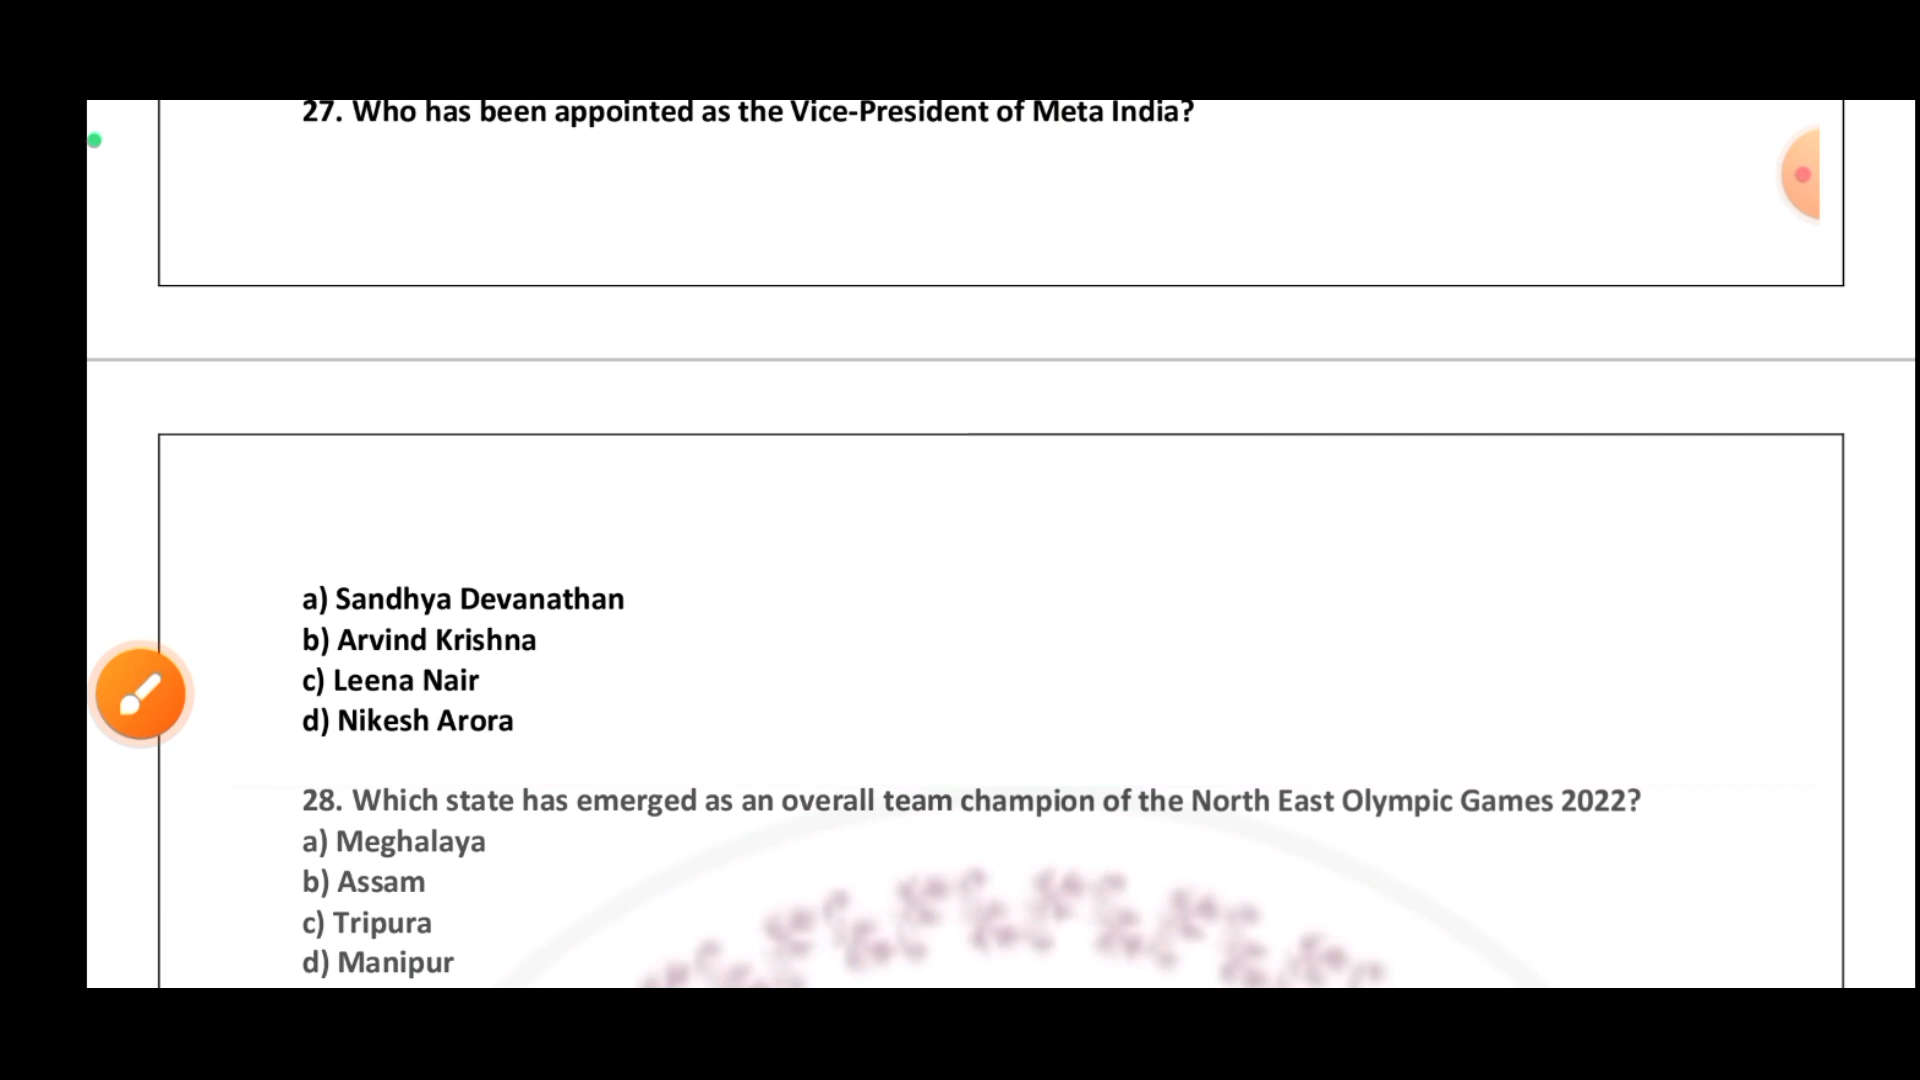 27. Who has been appointed as the Vice-President of Meta India?
a) Sandhya Devanathan
b) Arvind Krishna
c) Leena Nair
d) Nikesh Arora
28. Which state has emerged as an overall team champion of the North East Olympic Games 2022?
a) Meghalaya
b) Assam
c) Tripura
d) Manipur